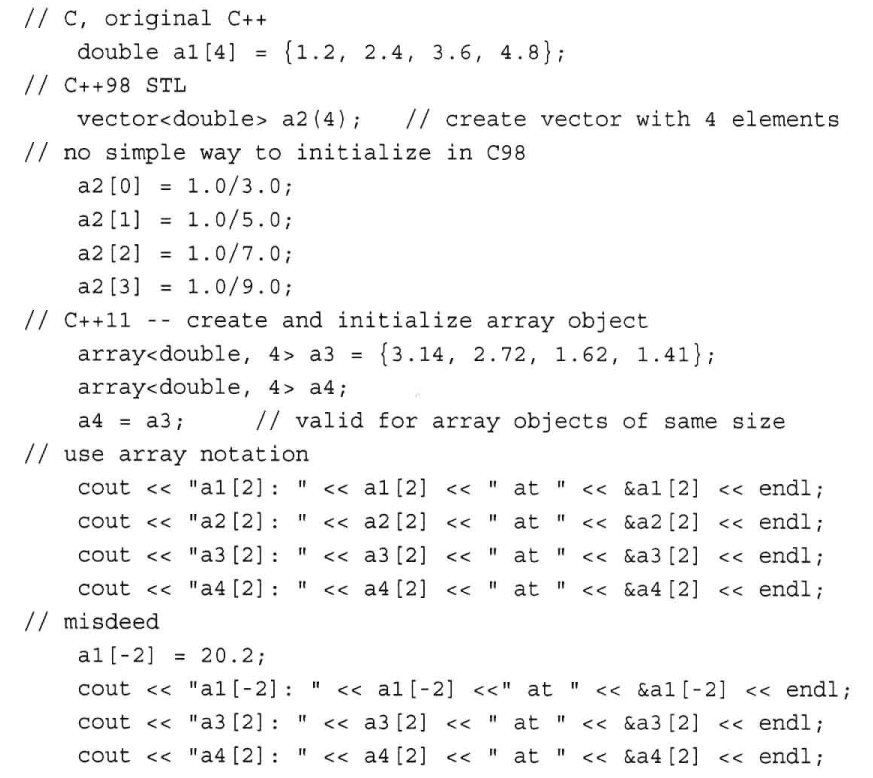 // C, original C++
double a1[4] = {1.2, 2.4, 3.6, 4.8};
// C++98 STL
vector<double> a2(4);   // create vector with 4 elements
// no simple way to initialize in C98
a2[0] = 1.0/3.0;
a2[1] = 1.0/5.0;
a2[2] = 1.0/7.0;
a2[3] = 1.0/9.0;
// C++11 -- create and initialize array object
array<double, 4> a3 = {3.14, 2.72, 1.62, 1.41};
array<double, 4> a4;
a4 = a3;     // valid for array objects of same size
// use array notation
cout << "a1[2]: " << a1[2] << " at " << &a1[2] << endl;
cout << "a2[2]: " << a2[2] << " at " << &a2[2] << endl;
cout << "a3[2]: " << a3[2] << " at " << &a3[2] << endl;
cout << "a4[2]: " << a4[2] << " at " << &a4[2] << endl;
// misdeed
a1[-2] = 20.2;
cout << "a1[-2]: " << a1[-2] <<" at " << &a1[-2] << endl;
cout << "a3[2]: " << a3[2] << " at " << &a3[2] << endl;
cout << "a4[2]: " << a4[2] << " at " << &a4[2] << endl;